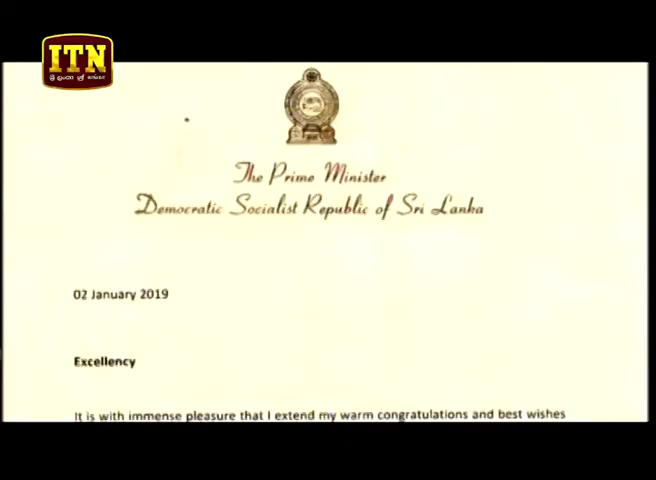 ITN
ශ්‍රී ලංකා ஸ்ரீ லங்கா
The Prime Minister
Democratic Socialist Republic of Sri Lanka
02 January 2019
Excellency
It is with immense pleasure that I extend my warm congratulations and best wishes